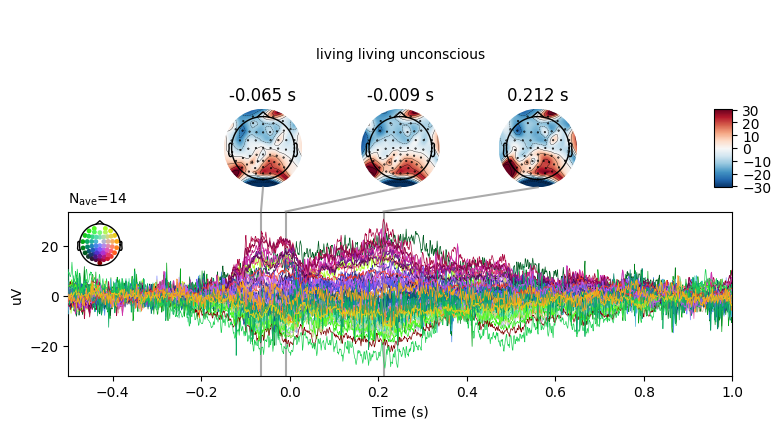 living living unconscious
-0.065 s -0.009 s 0.212 s
30
20
10
0
−10
−20
−30
Nave=14
20
0
−20
uV
−0.4 −0.2 0.0 0.2 0.4 0.6 0.8 1.0
Time (s)